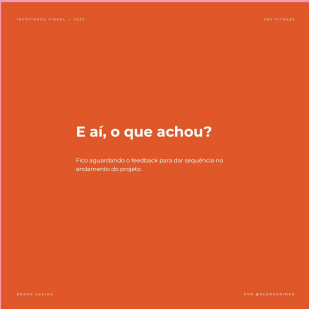 IDENTIDADE VISUAL — 2022
E aí, o que achou?
Fico aguardando o feedback para dar sequência no
andamento do projeto.
BRAND DESIGN